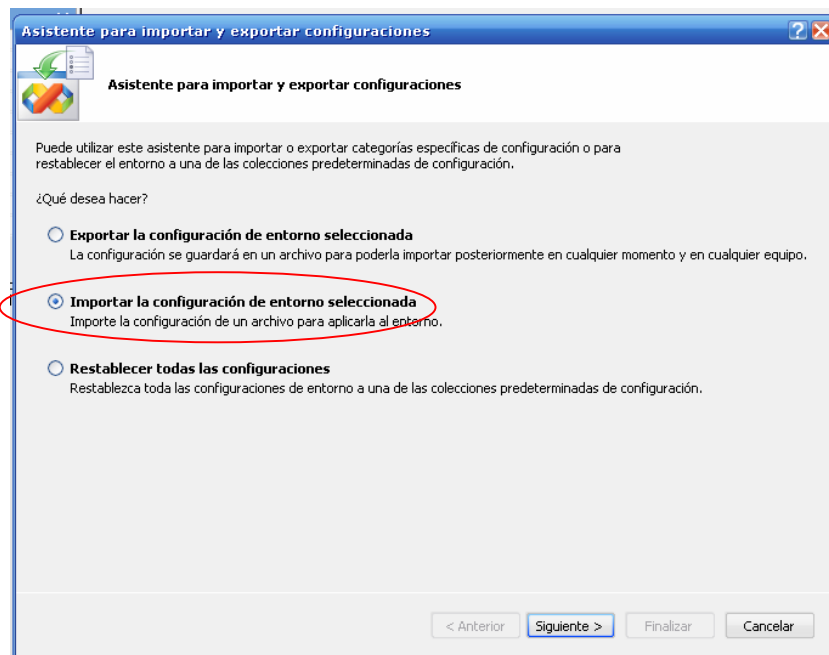 Asistente para importar y exportar configuraciones
Asistente para importar y exportar configuraciones
Puede utilizar este asistente para importar o exportar categorías específicas de configuración o para
restablecer el entorno a una de las colecciones predeterminadas de configuración.
¿Qué desea hacer?
Exportar la configuración de entorno seleccionada
La configuración se guardará en un archivo para poderla importar posteriormente en cualquier momento y en cualquier equipo.
Importar la configuración de entorno seleccionada
Importe la configuración de un archivo para aplicarla al entorno.
Restablecer todas las configuraciones
Restablezca toda las configuraciones de entorno a una de las colecciones predeterminadas de configuración.
< Anterior Siguiente > Finalizar Cancelar